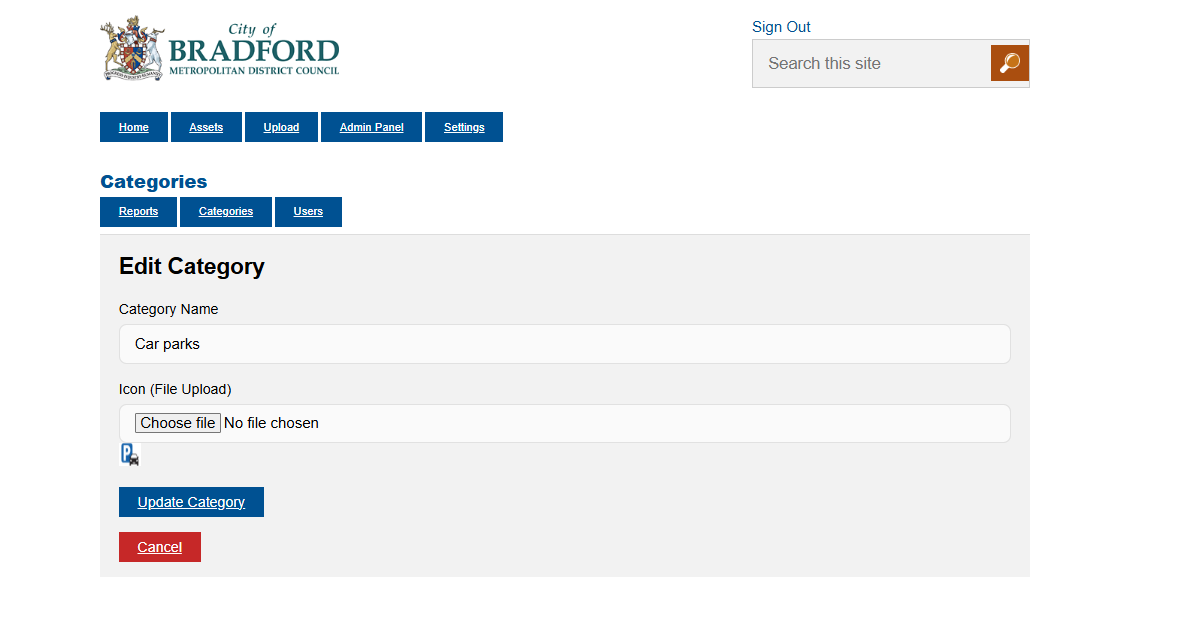 City of
BRADFORD
METROPOLITAN DISTRICT COUNCIL
Sign Out
Search this site
Home Assets Upload Admin Panel Settings
Categories
Reports Categories Users
Edit Category
Category Name
Car parks
Icon (File Upload)
Choose file No file chosen
P
Update Category
Cancel